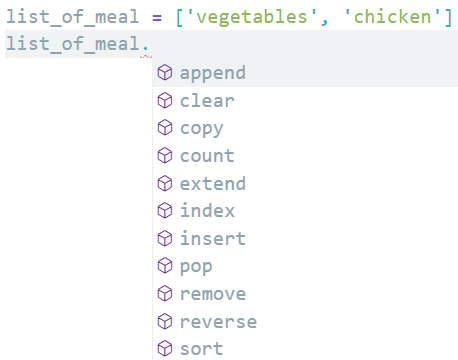 list_of_meal = ['vegetables', 'chicken']
list_of_meal.
append
clear
copy
count
extend
index
insert
pop
remove
reverse
sort